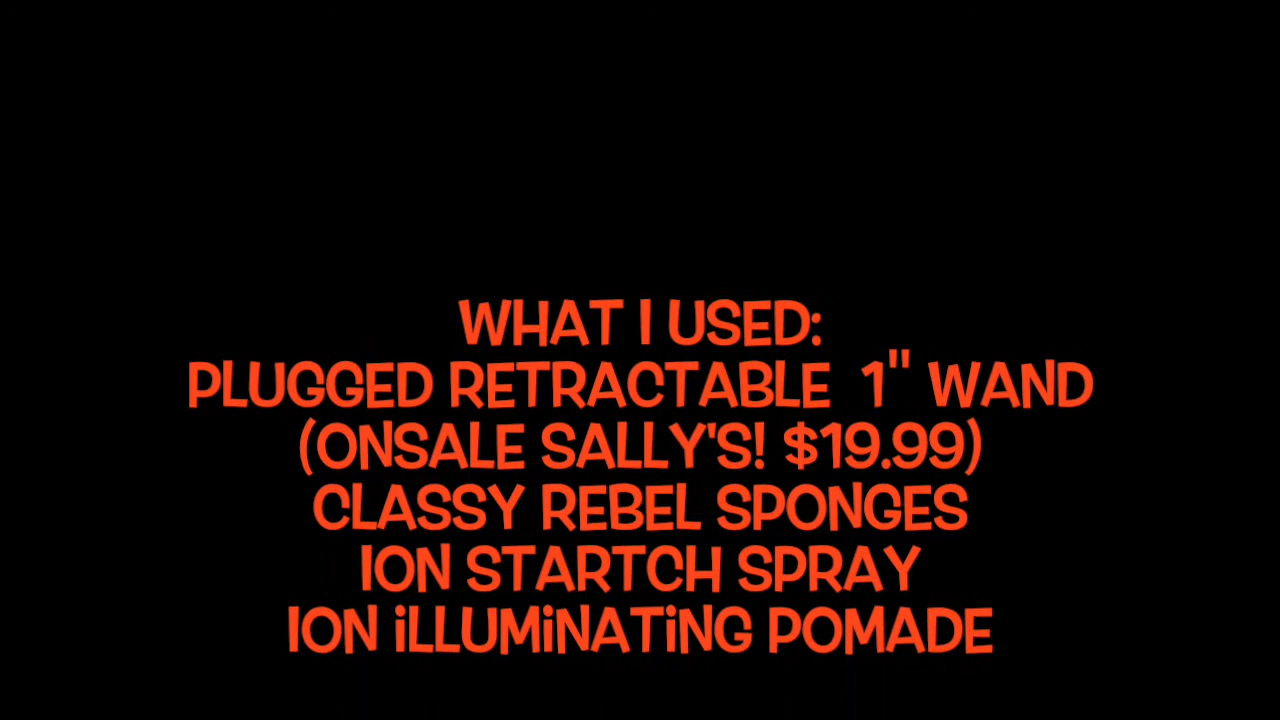 WHAT I USED:
PLUGGED RETRACTABLE 1" WAND
(ONSALE SALLY'S! $19.99)
CLASSY REBEL SPONGES
ION STARTCH SPRAY
ION iLLUMiNATiNG POMADE